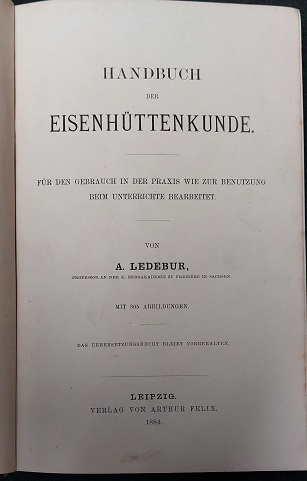 HANDBUCH
DER
EISENHÜTTENKUNDE.
FÜR DEN GEBRAUCH IN DER PRAXIS WIE ZUR BENUTZUNG
BEIM UNTERRICHTE BEARBEITET.
VON
A. LEDEBUR,
PROFESSOR AN DER K. BERGAKADEMIE ZU FREIBERG IN SACHSEN.
MIT 305 ABBILDUNGEN.
DAS UEBERSETZUNGSRECHT BLEIBT VORBEHALTEN.
LEIPZIG.
VERLAG VON ARTHUR FELIX.
1884.